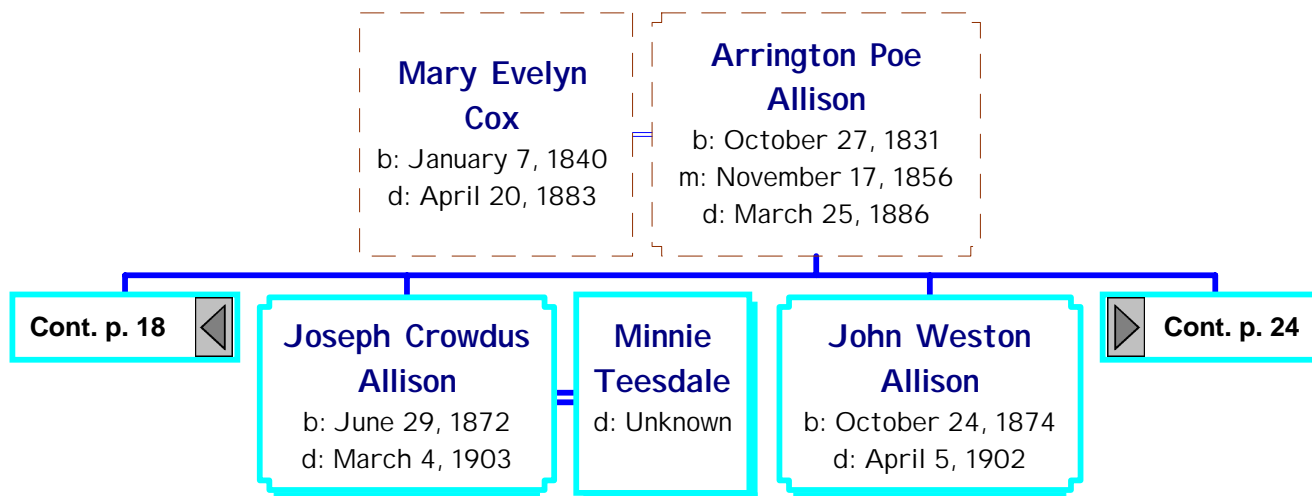 Mary Evelyn
Cox
b: January 7, 1840
d: April 20, 1883
Arrington Poe
Allison
b: October 27, 1831
m: November 17, 1856
d: March 25, 1886
Cont. p. 18
Joseph Crowdus
Allison
b: June 29, 1872
d: March 4, 1903
Minnie
Teesdale
d: Unknown
John Weston
Allison
b: October 24, 1874
d: April 5, 1902
Cont. p. 24